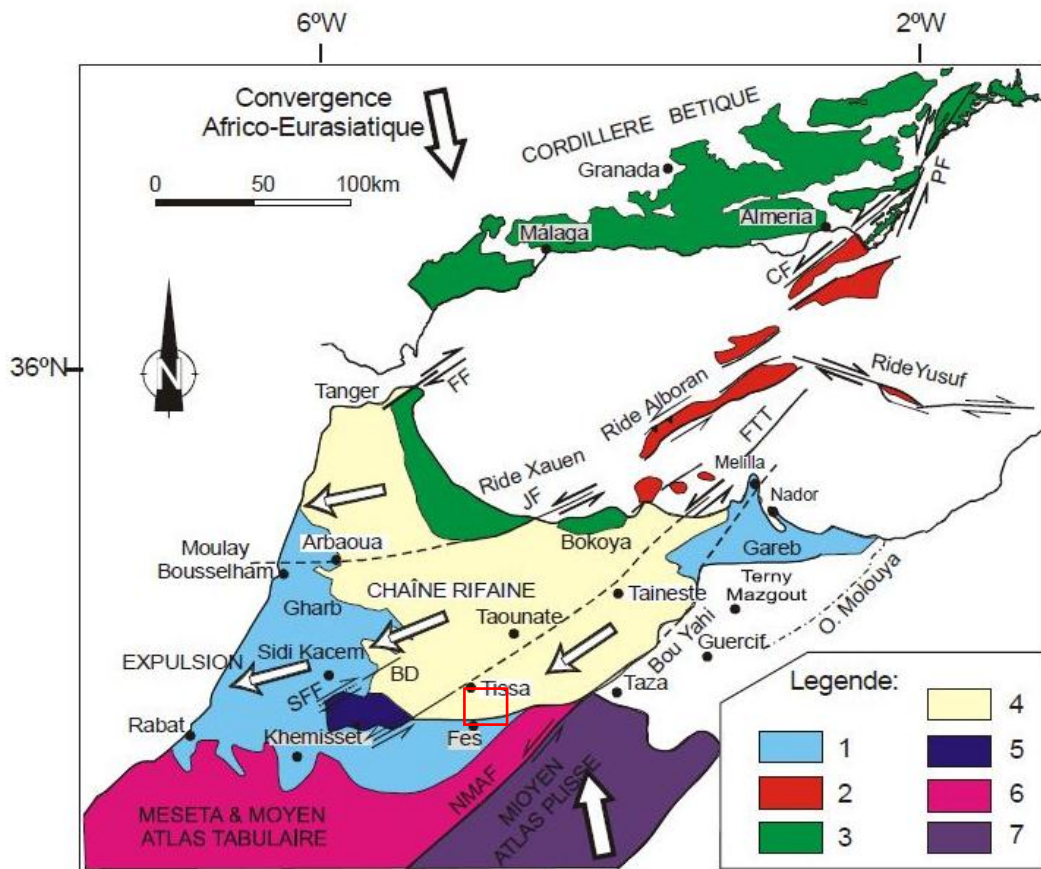 6ºW
2ºW
Convergence
Africo-Eurasiatique
CORDILLERE BETIQUE
0 50 100km
Granada
PF
Almeria
Málaga
CF
N
36ºN
Ride Yusuf
Tanger
FF
Ride Alboran
FTT
Ride Xauen
JF
Melilla
Nador
Arbaoua
Bokoya
Gareb
Moulay
Bousselham
CHAÎNE RIFAINE
Terny
Mazgout
Gharb
Taineste
Taounate
O. Molouya
Bou Yahi
Guercif
EXPULSION
Sidi Kacem
BD
SFF
Tissa
Taza
Legende:
Rabat
Khemisset
Fes
NMAF
MIOYEN
ATLAS PLISSE
MESETA & MOYEN
ATLAS TABULAIRE
1
2
3
4
5
6
7